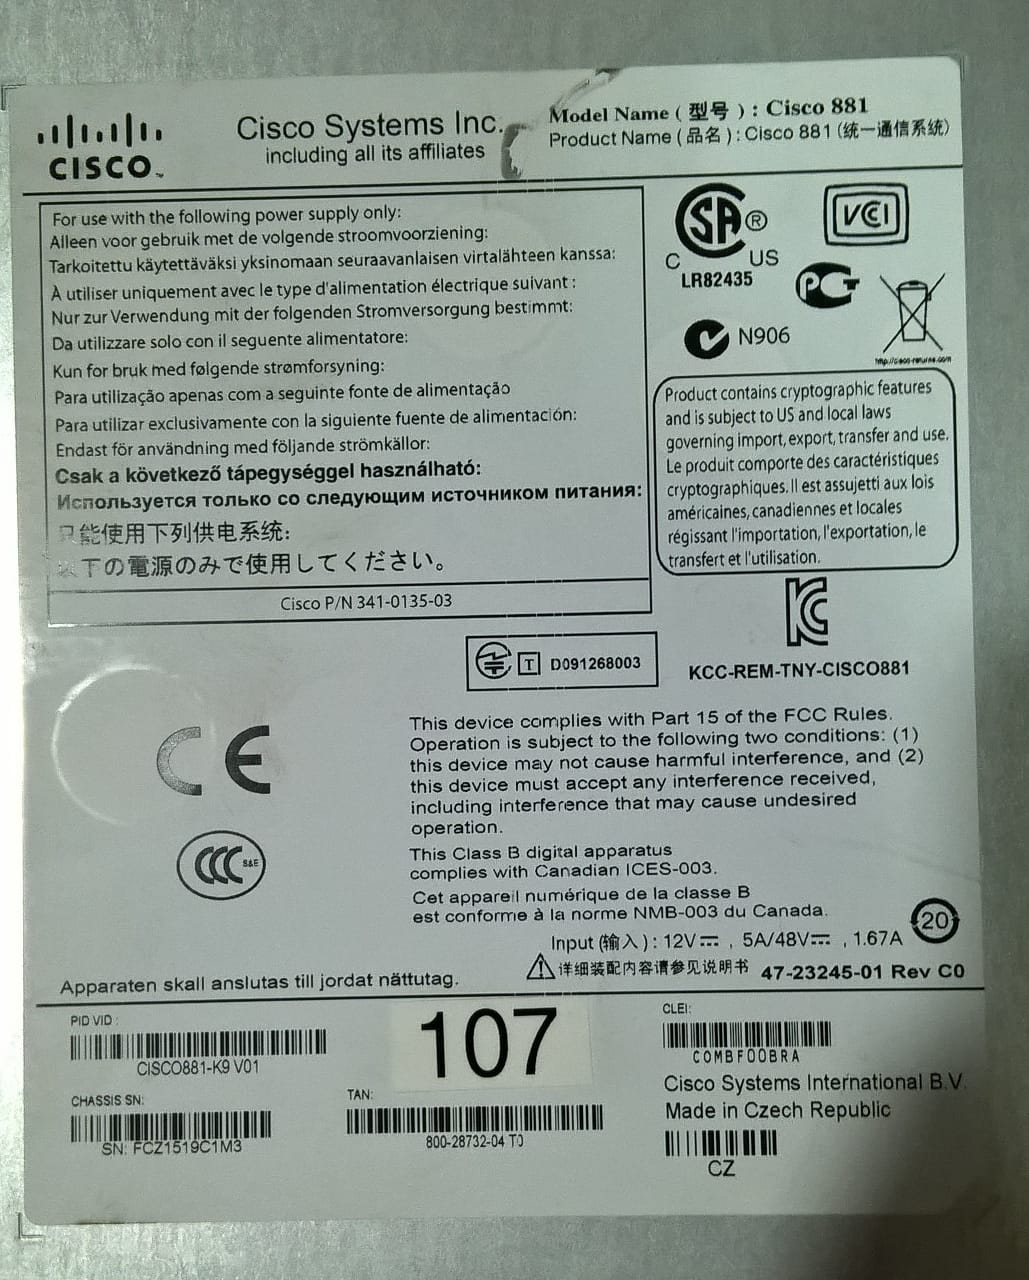 CISCO
Cisco Systems Inc.
including all its affiliates
Model Name ( 型号 ) : Cisco 881
Product Name ( 品名 ) : Cisco 881 (统一通信系统)
For use with the following power supply only:
Alleen voor gebruik met de volgende stroomvoorziening:
Tarkoitettu käytettäväksi yksinomaan seuraavanlaisen virtalähteen kanssa:
À utiliser uniquement avec le type d'alimentation électrique suivant :
Nur zur Verwendung mit der folgenden Stromversorgung bestimmt:
Da utilizzare solo con il seguente alimentatore:
Kun for bruk med følgende strømforsyning:
Para utilização apenas com a seguinte fonte de alimentação
Para utilizar exclusivamente con la siguiente fuente de alimentación:
Endast för användning med följande strömkällor:
Csak a következő tápegységgel használható:
Используется только со следующим источником питания:
只能使用下列供电系统:
以下の電源のみで使用してください。
Cisco P/N 341-0135-03
SA ®
C US
LR82435
VCI
PC
N906
http://cisco-returns.com
Product contains cryptographic features
and is subject to US and local laws
governing import, export, transfer and use.
Le produit comporte des caractéristiques
cryptographiques. Il est assujetti aux lois
américaines, canadiennes et locales
régissant l'importation, l'exportation, le
transfert et l'utilisation.
T D091268003
KCC-REM-TNY-CISCO881
CE
CCC S&E
This device complies with Part 15 of the FCC Rules.
Operation is subject to the following two conditions: (1)
this device may not cause harmful interference, and (2)
this device must accept any interference received,
including interference that may cause undesired
operation.
This Class B digital apparatus
complies with Canadian ICES-003.
Cet appareil numérique de la classe B
est conforme à la norme NMB-003 du Canada.
20
Input (输入) : 12V⎓ , 5A/48V⎓ , 1.67A
详细装配内容请参见说明书 47-23245-01 Rev C0
Apparaten skall anslutas till jordat nättutag.
PID VID :
CISCO881-K9 V01
107
CLEI:
COMBF00BRA
CHASSIS SN:
SN: FCZ1519C1M3
TAN:
800-28732-04 T0
Cisco Systems International B.V.
Made in Czech Republic
CZ